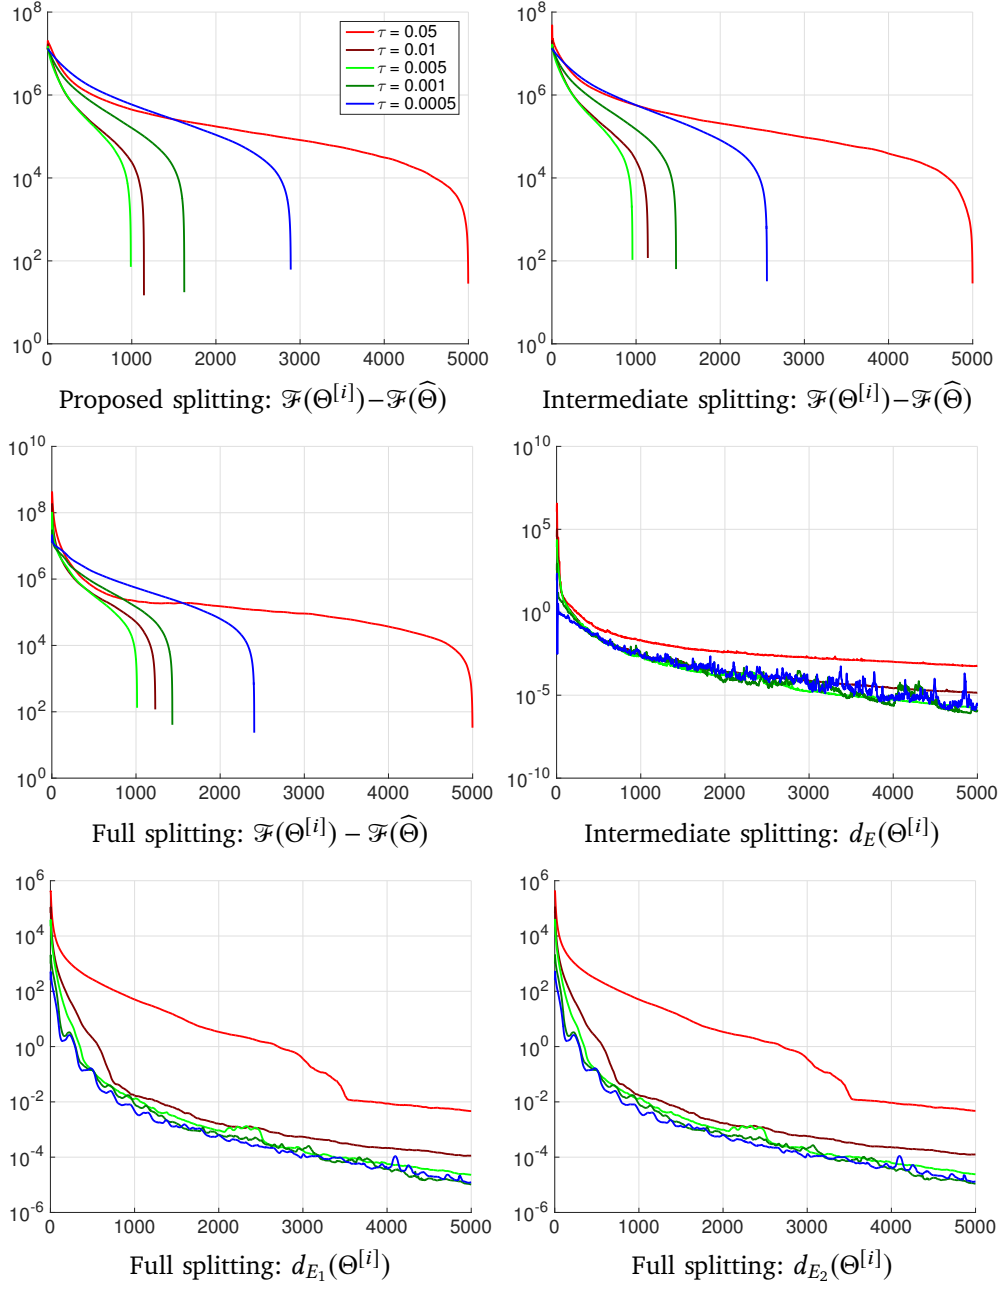 10^8
10^6
10^4
10^2
10^0
0 1000 2000 3000 4000 5000
τ = 0.05
τ = 0.01
τ = 0.005
τ = 0.001
τ = 0.0005
Proposed splitting: ℱ(Θ^[i])−ℱ(Θ̂)
10^8
10^6
10^4
10^2
10^0
0 1000 2000 3000 4000 5000
Intermediate splitting: ℱ(Θ^[i])−ℱ(Θ̂)
10^10
10^8
10^6
10^4
10^2
10^0
0 1000 2000 3000 4000 5000
Full splitting: ℱ(Θ^[i]) − ℱ(Θ̂)
10^10
10^5
10^0
10^-5
10^-10
0 1000 2000 3000 4000 5000
Intermediate splitting: d_E(Θ^[i])
10^6
10^4
10^2
10^0
10^-2
10^-4
10^-6
0 1000 2000 3000 4000 5000
Full splitting: d_E₁(Θ^[i])
10^6
10^4
10^2
10^0
10^-2
10^-4
10^-6
0 1000 2000 3000 4000 5000
Full splitting: d_E₂(Θ^[i])